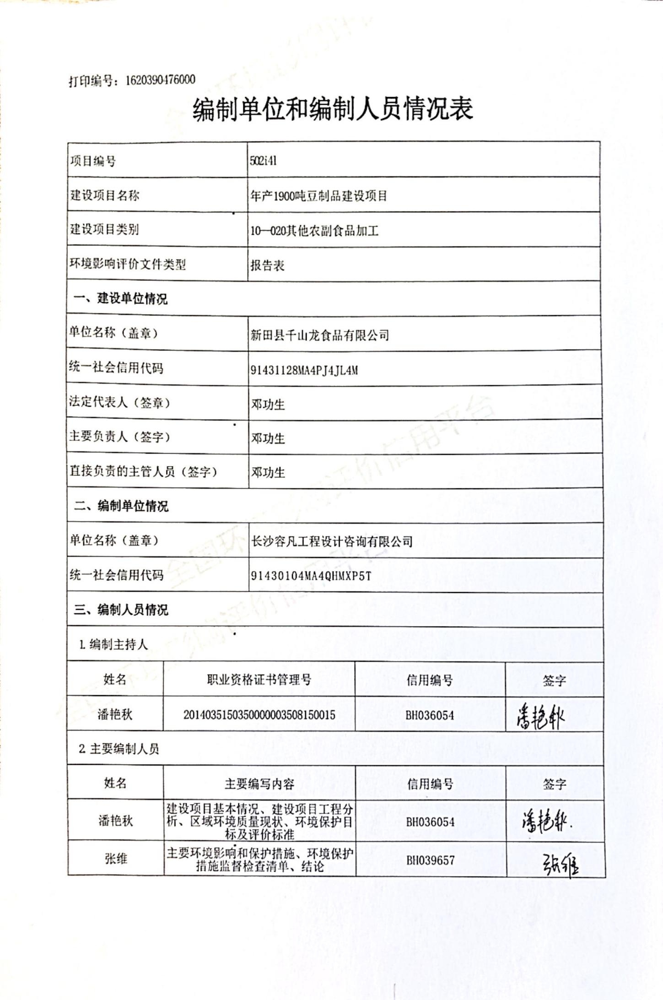 打印编号：1620390476000
编制单位和编制人员情况表
项目编号 502i41
建设项目名称 年产1900吨豆制品建设项目
建设项目类别 10—020其他农副食品加工
环境影响评价文件类型 报告表
一、建设单位情况
单位名称（盖章） 新田县千山龙食品有限公司
统一社会信用代码 91431128MA4PJ4JL4M
法定代表人（签章） 邓功生
主要负责人（签字） 邓功生
直接负责的主管人员（签字） 邓功生
二、编制单位情况
单位名称（盖章） 长沙容凡工程设计咨询有限公司
统一社会信用代码 91430104MA4QHMXP5T
三、编制人员情况
1.编制主持人
姓名 职业资格证书管理号 信用编号 签字
潘艳秋 2014035150350000003508150015 BH036054 潘艳秋
2.主要编制人员
姓名 主要编写内容 信用编号 签字
建设项目基本情况、建设项目工程分
潘艳秋 析、区域环境质量现状、环境保护目 BH036054 潘艳秋
标及评价标准
张维 主要环境影响和保护措施、环境保护 BH039657 张维
措施监督检查清单、结论